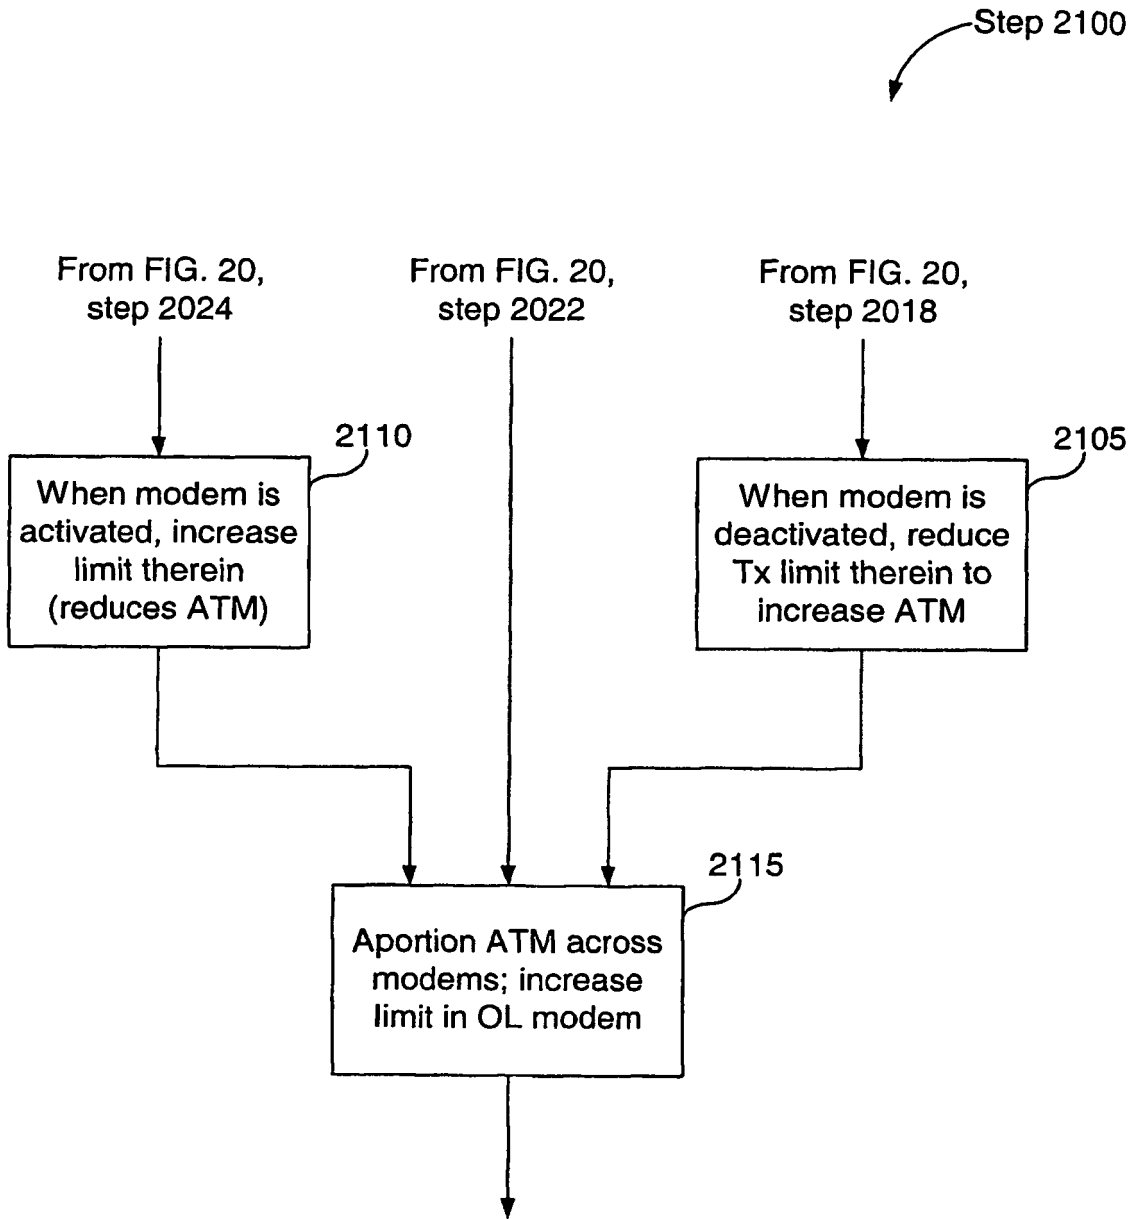 Step 2100
From FIG. 20,
step 2024
From FIG. 20,
step 2022
From FIG. 20,
step 2018
2110
When modem is
activated, increase
limit therein
(reduces ATM)
2105
When modem is
deactivated, reduce
Tx limit therein to
increase ATM
2115
Aportion ATM across
modems; increase
limit in OL modem